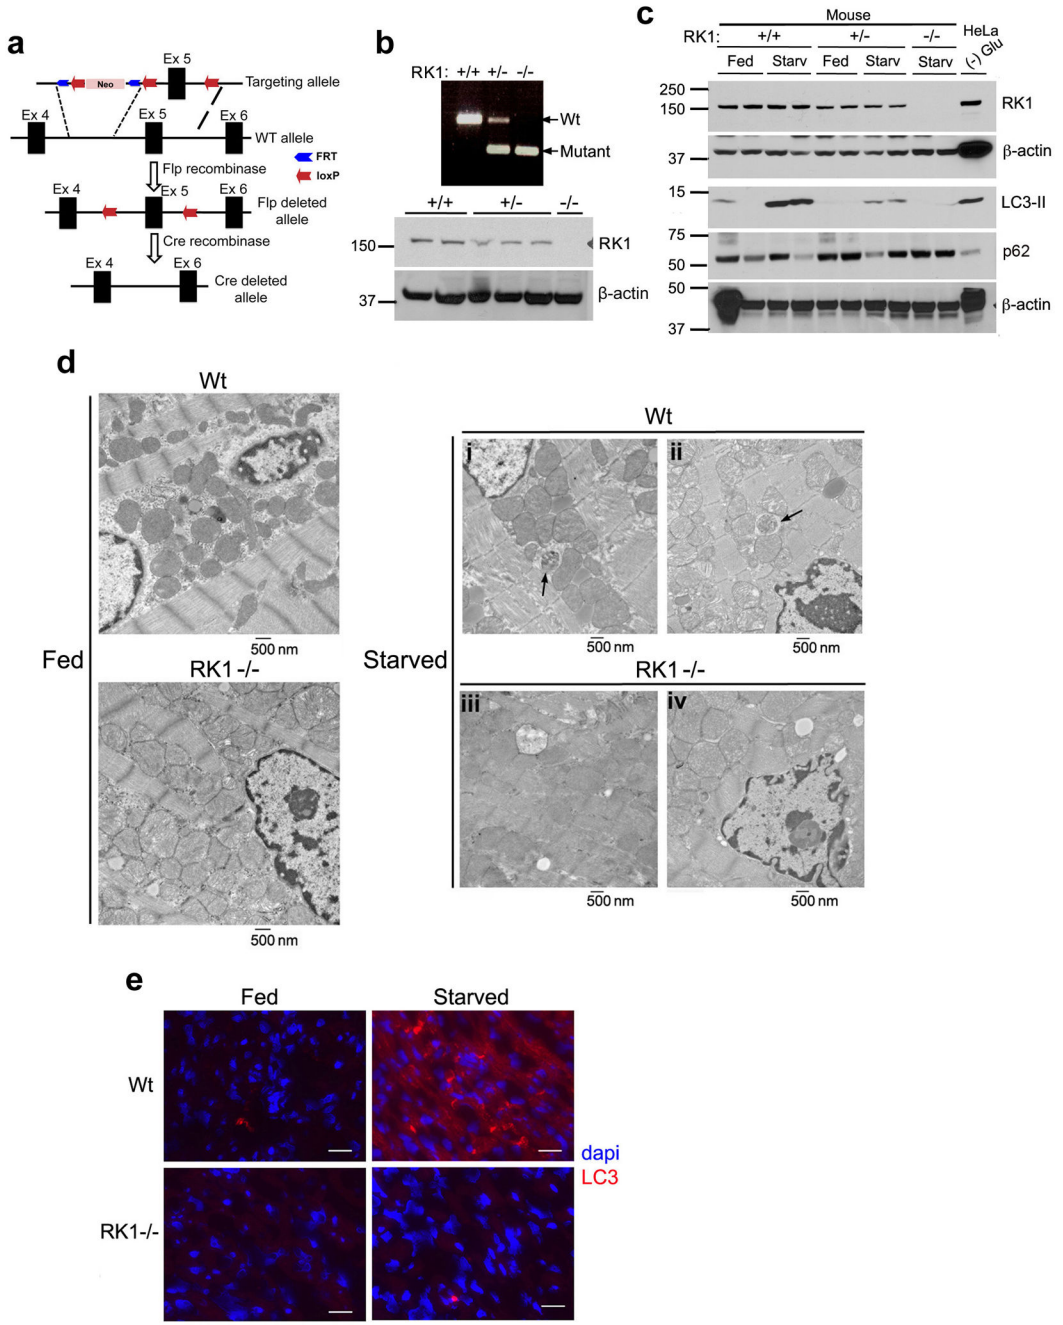 a
Ex 5
Neo
Targeting allele
Ex 4
Ex 5
Ex 6
WT allele
FRT
loxP
Flp recombinase
Ex 4
Ex 5
Ex 6
Flp deleted
allele
Cre recombinase
Ex 4
Ex 6
Cre deleted
allele
b
RK1: +/+ +/- -/-
Wt
Mutant
+/+ +/- -/-
150
RK1
37
β-actin
c
Mouse
RK1: +/+ +/- -/-
HeLa
(-) Glu
Fed Starv Fed Starv Starv
250
150
RK1
37
β-actin
15
LC3-II
75
50
p62
50
37
β-actin
d
Wt
500 nm
Fed
RK1 -/-
500 nm
Starved
Wt
i
ii
500 nm
500 nm
RK1 -/-
iii
iv
500 nm
500 nm
e
Fed
Starved
Wt
dapi
LC3
RK1-/-